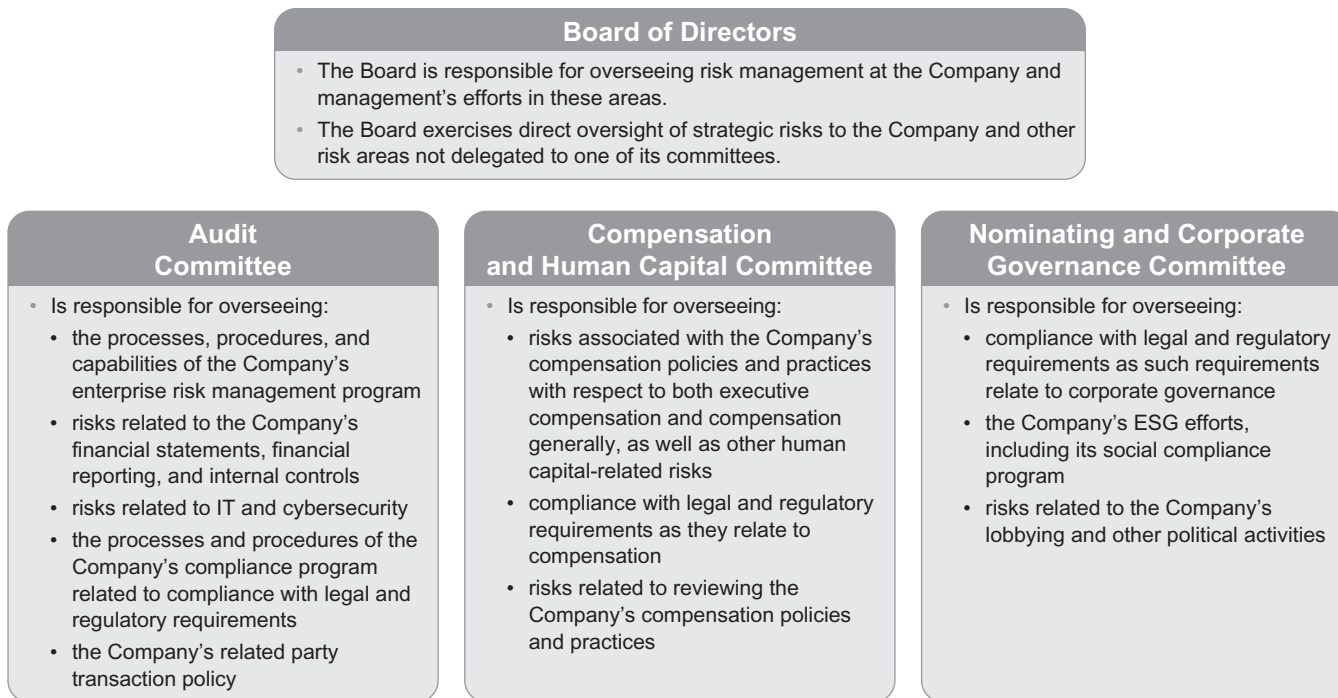 Board of Directors
• The Board is responsible for overseeing risk management at the Company and
management’s efforts in these areas.
• The Board exercises direct oversight of strategic risks to the Company and other
risk areas not delegated to one of its committees.
Audit
Committee
• Is responsible for overseeing:
• the processes, procedures, and
capabilities of the Company’s
enterprise risk management program
• risks related to the Company’s
financial statements, financial
reporting, and internal controls
• risks related to IT and cybersecurity
• the processes and procedures of the
Company’s compliance program
related to compliance with legal and
regulatory requirements
• the Company’s related party
transaction policy
Compensation
and Human Capital Committee
• Is responsible for overseeing:
• risks associated with the Company’s
compensation policies and practices
with respect to both executive
compensation and compensation
generally, as well as other human
capital-related risks
• compliance with legal and regulatory
requirements as they relate to
compensation
• risks related to reviewing the
Company’s compensation policies
and practices
Nominating and Corporate
Governance Committee
• Is responsible for overseeing:
• compliance with legal and regulatory
requirements as such requirements
relate to corporate governance
• the Company’s ESG efforts,
including its social compliance
program
• risks related to the Company’s
lobbying and other political activities